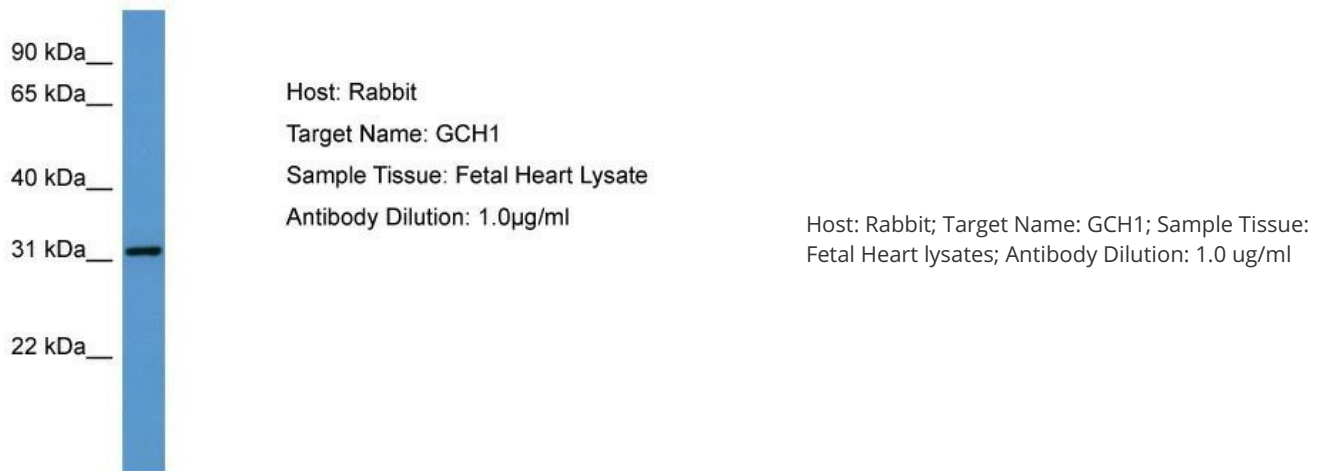 90 kDa__
65 kDa__
40 kDa__
31 kDa__
22 kDa__
Host: Rabbit
Target Name: GCH1
Sample Tissue: Fetal Heart Lysate
Antibody Dilution: 1.0µg/ml
Host: Rabbit; Target Name: GCH1; Sample Tissue:
Fetal Heart lysates; Antibody Dilution: 1.0 ug/ml